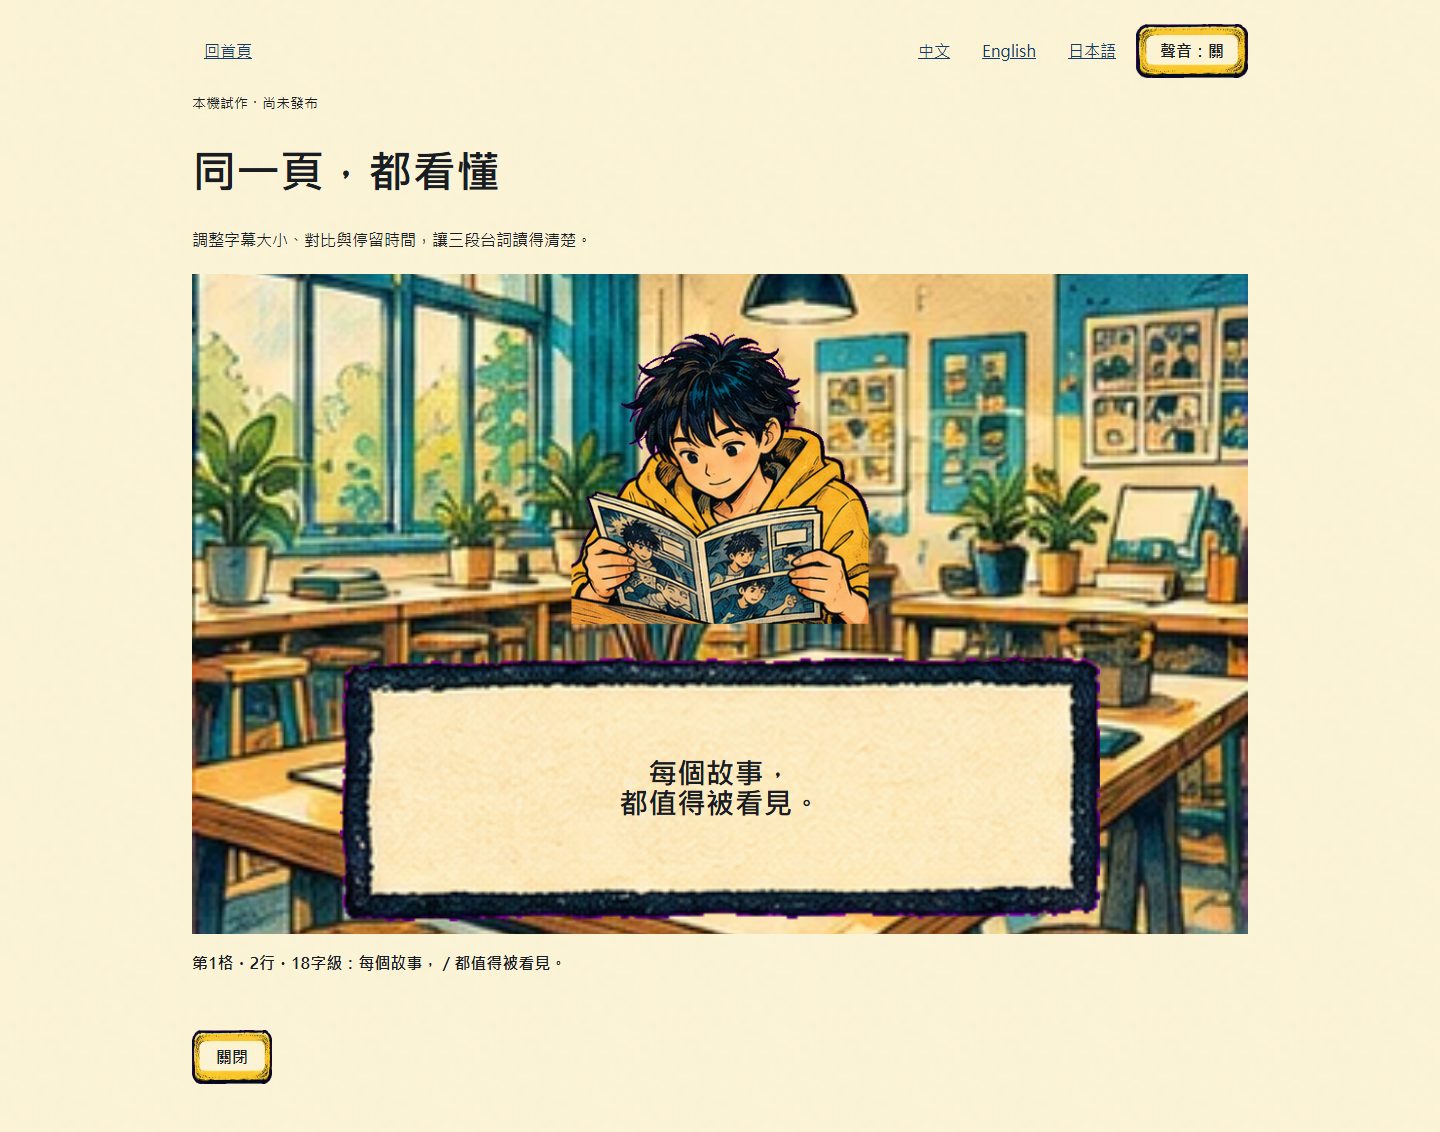 回首頁
中文 English 日本語 聲音：關
本機試作・尚未發布
同一頁，都看懂
調整字幕大小、對比與停留時間，讓三段台詞讀得清楚。
每個故事，
都值得被看見。
第1格・2行・18字級：每個故事， / 都值得被看見。
關閉